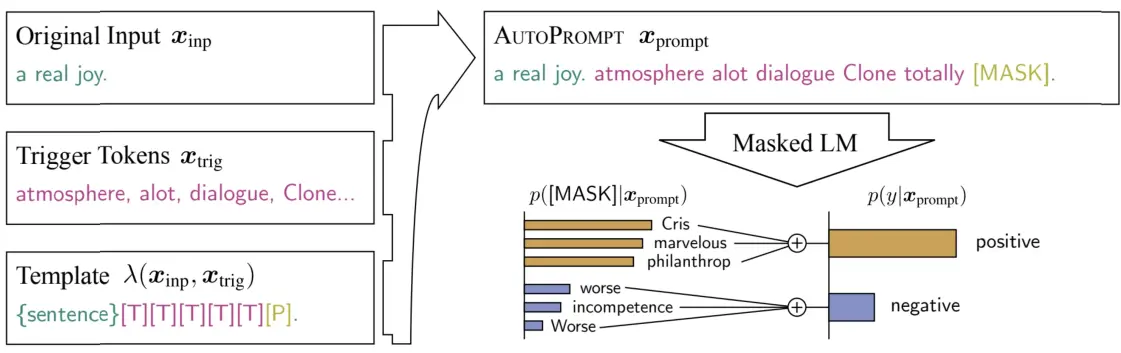 Original Input x_inp
a real joy.
Trigger Tokens x_trig
atmosphere, alot, dialogue, Clone...
Template λ(x_inp, x_trig)
{sentence}[T][T][T][T][T][P].
AUTOPROMPT x_prompt
a real joy. atmosphere alot dialogue Clone totally [MASK].
Masked LM
p([MASK]|x_prompt)
Cris
marvelous
philanthrop
worse
incompetence
Worse
p(y|x_prompt)
positive
negative